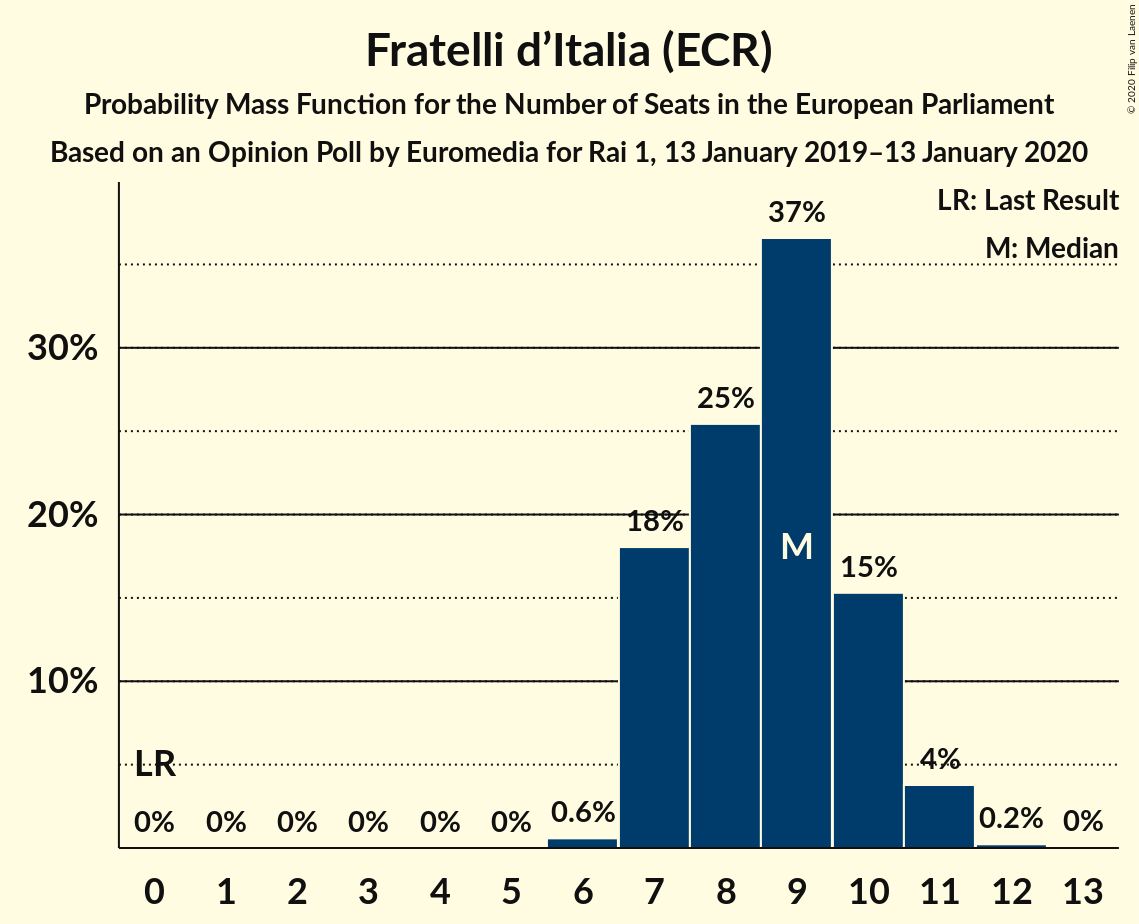 Fratelli d’Italia (ECR)
Probability Mass Function for the Number of Seats in the European Parliament
Based on an Opinion Poll by Euromedia for Rai 1, 13 January 2019–13 January 2020
© 2020 Filip van Laenen
LR: Last Result
M: Median
37%
30%
25%
20%
18%
M
15%
10%
LR
4%
0% 0% 0% 0% 0% 0% 0.6% 0.2% 0%
0 1 2 3 4 5 6 7 8 9 10 11 12 13